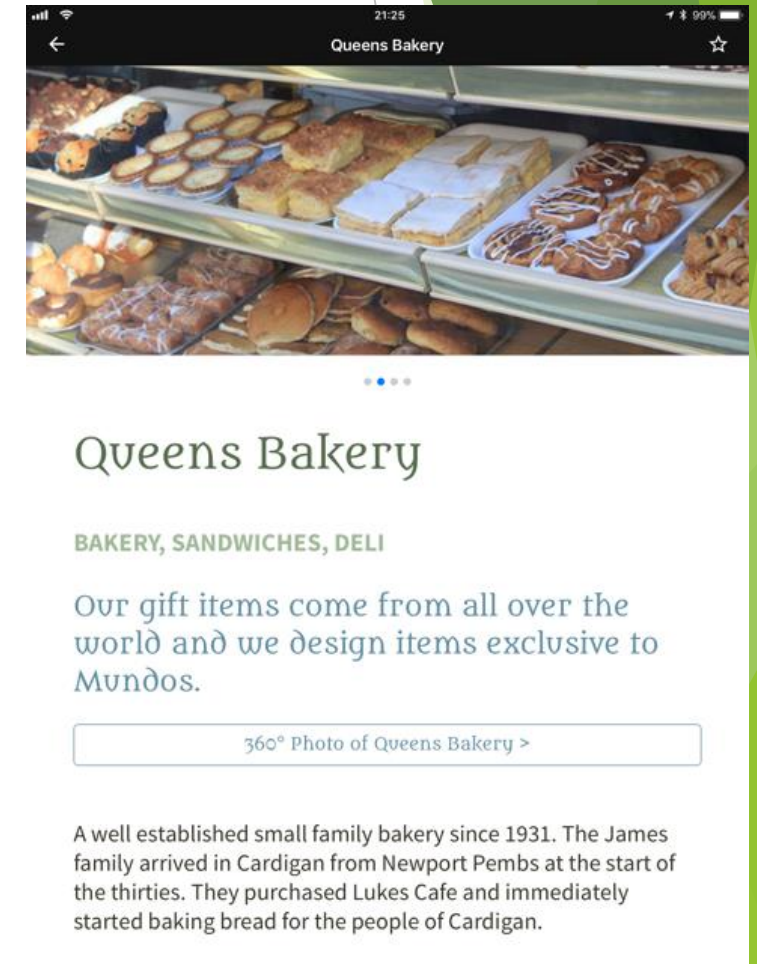 21:25
99%
Queens Bakery
Queens Bakery
BAKERY, SANDWICHES, DELI
Our gift items come from all over the
world and we design items exclusive to
Mundos.
360° Photo of Queens Bakery >
A well established small family bakery since 1931. The James
family arrived in Cardigan from Newport Pembs at the start of
the thirties. They purchased Lukes Cafe and immediately
started baking bread for the people of Cardigan.